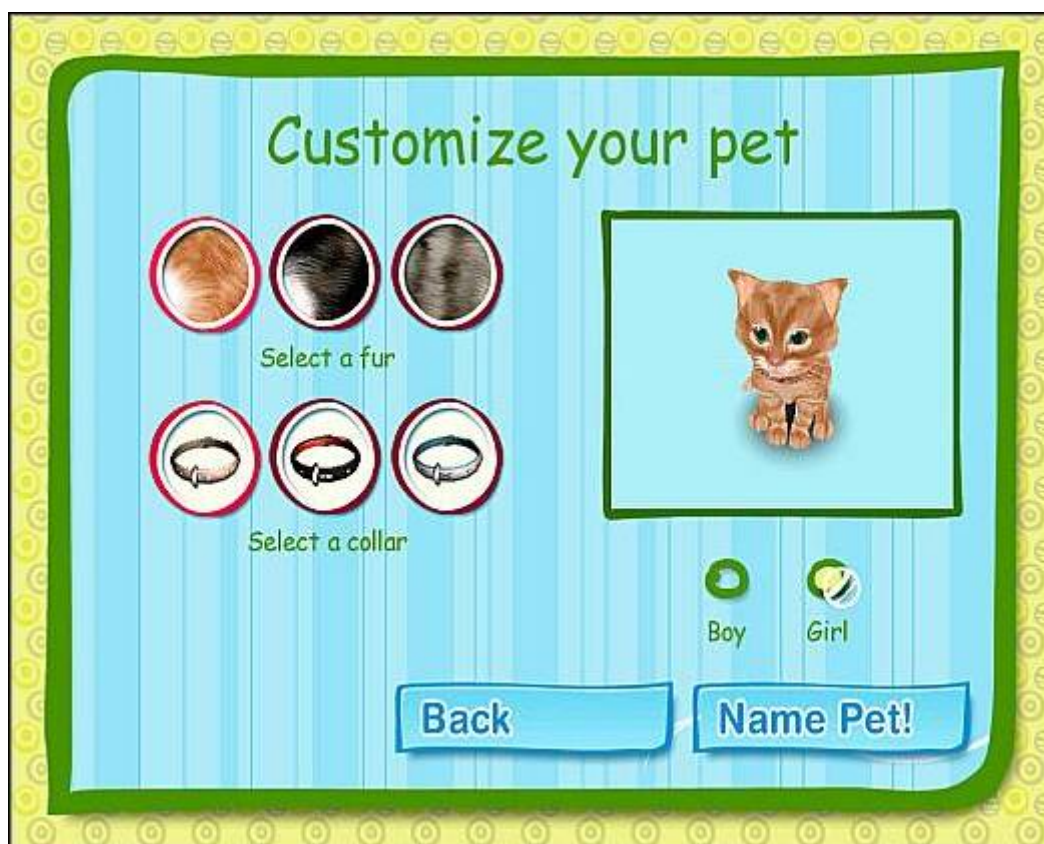 Customize your pet
Select a fur
Select a collar
Boy Girl
Back Name Pet!